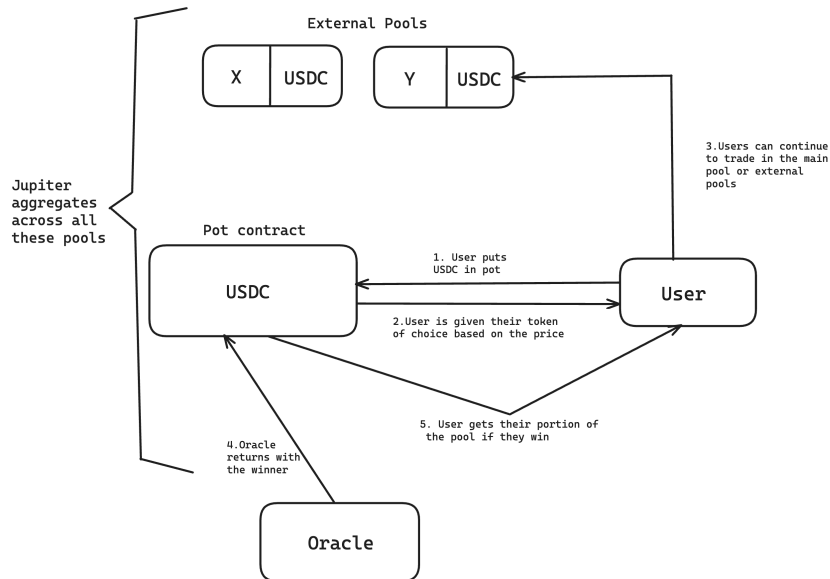 External Pools
X
USDC
Y
USDC
3.Users can continue
to trade in the main
pool or external
pools
Jupiter
aggregates
across all
these pools
Pot contract
1. User puts
USDC in pot
USDC
User
2.User is given their token
of choice based on the price
5. User gets their portion of
the pool if they win
4.Oracle
returns with
the winner
Oracle